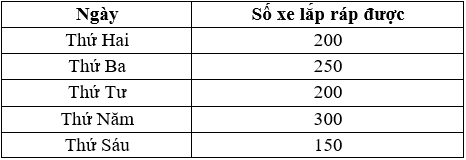 Ngày Số xe lắp ráp được
Thứ Hai 200
Thứ Ba 250
Thứ Tư 200
Thứ Năm 300
Thứ Sáu 150